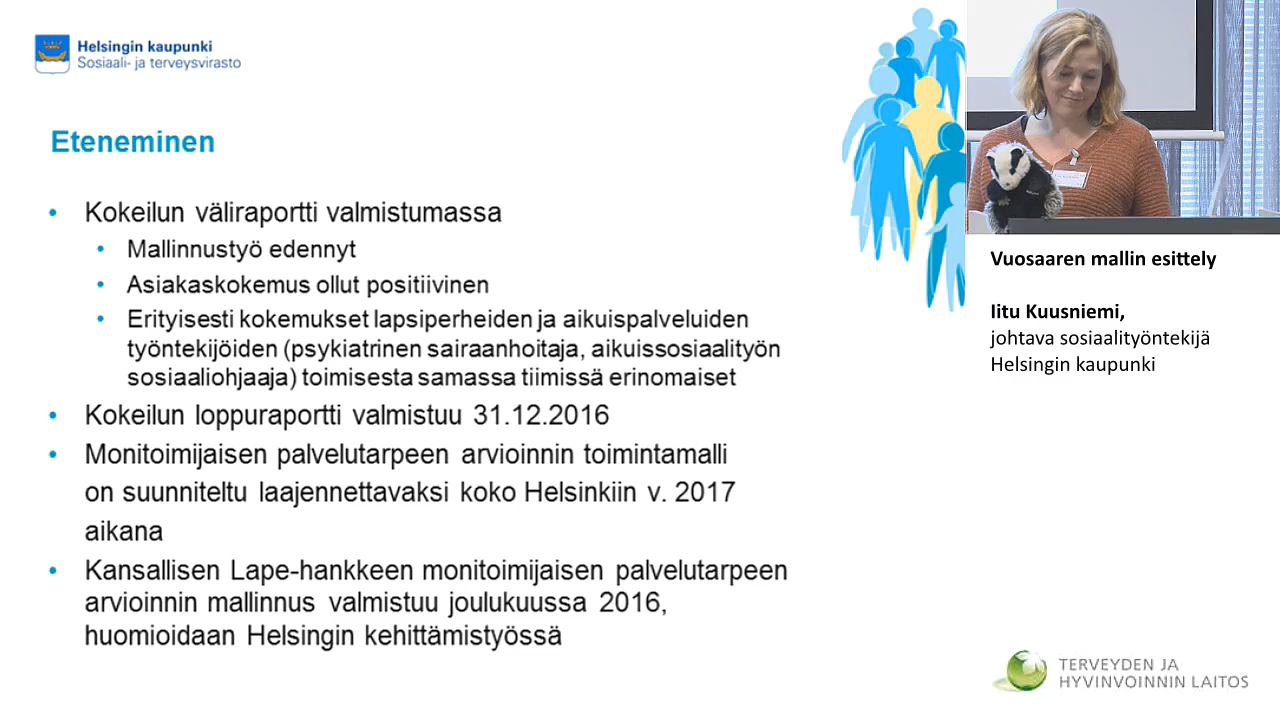 Helsingin kaupunki
Sosiaali- ja terveysvirasto
Eteneminen
• Kokeilun väliraportti valmistumassa
• Mallinnustyö edennyt
• Asiakaskokemus ollut positiivinen
• Erityisesti kokemukset lapsiperheiden ja aikuispalveluiden
työntekijöiden (psykiatrinen sairaanhoitaja, aikuissosiaalityön
sosiaaliohjaaja) toimisesta samassa tiimissä erinomaiset
• Kokeilun loppuraportti valmistuu 31.12.2016
• Monitoimijaisen palvelutarpeen arvioinnin toimintamalli
on suunniteltu laajennettavaksi koko Helsinkiin v. 2017
aikana
• Kansallisen Lape-hankkeen monitoimijaisen palvelutarpeen
arvioinnin mallinnus valmistuu joulukuussa 2016,
huomioidaan Helsingin kehittämistyössä
Vuosaaren mallin esittely
Iitu Kuusniemi,
johtava sosiaalityöntekijä
Helsingin kaupunki
TERVEYDEN JA
HYVINVOINNIN LAITOS